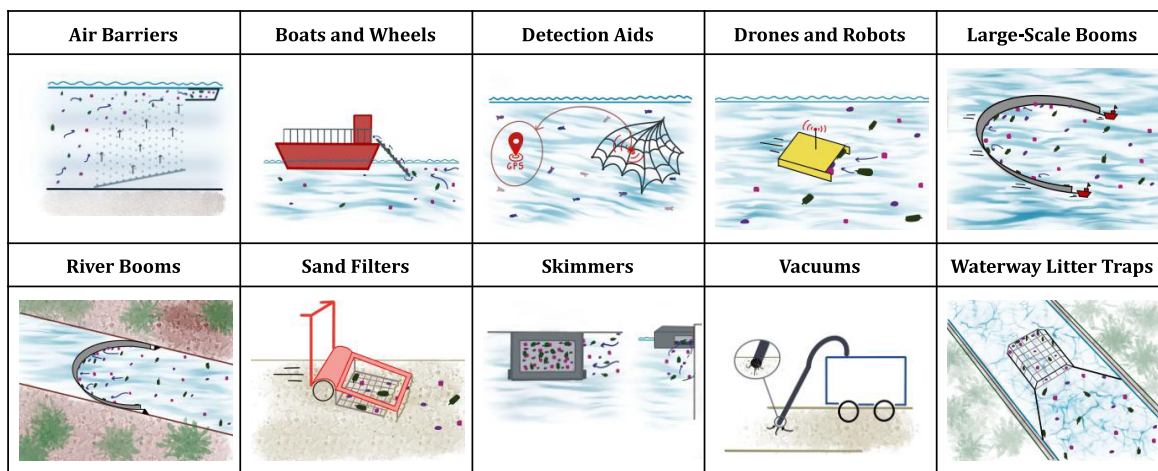 Air Barriers
Boats and Wheels
Detection Aids
Drones and Robots
Large-Scale Booms
GPS
River Booms
Sand Filters
Skimmers
Vacuums
Waterway Litter Traps